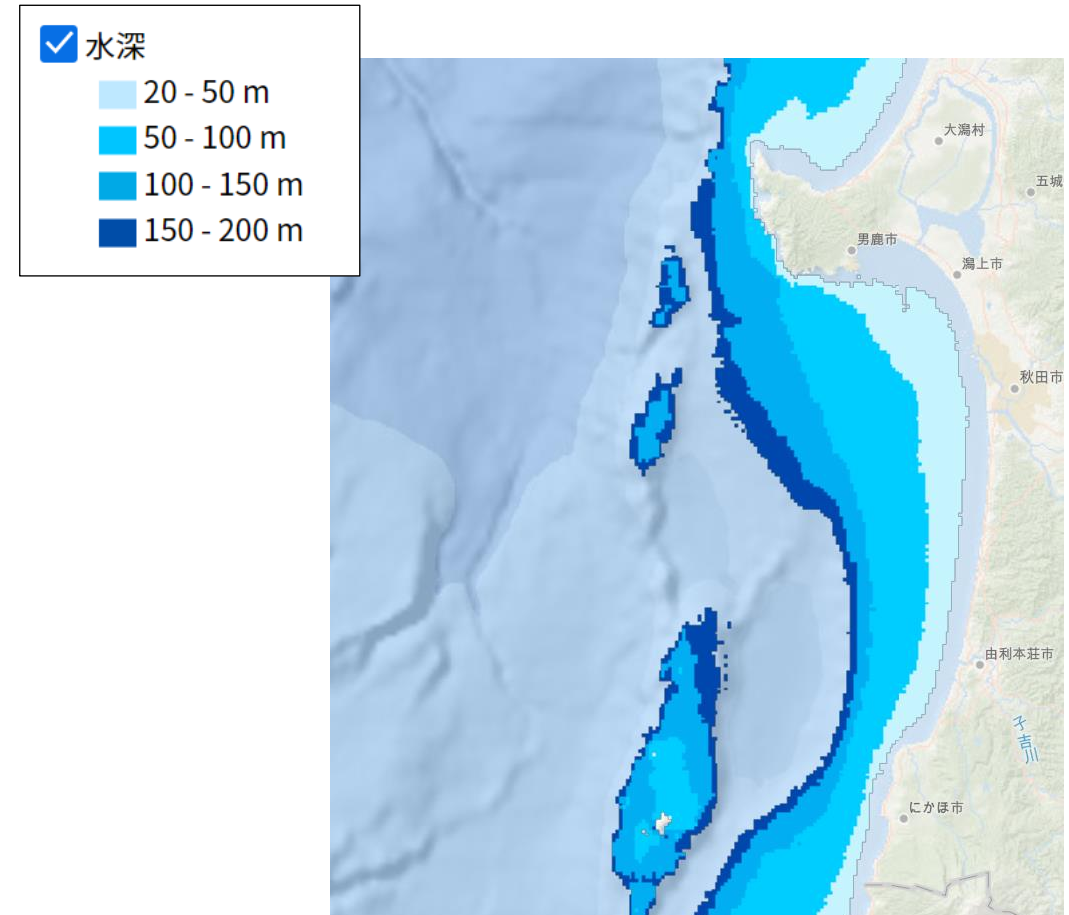 水深
20 - 50 m
50 - 100 m
100 - 150 m
150 - 200 m
大潟村
五城
男鹿市
潟上市
秋田市
由利本荘市
子吉川
にかほ市